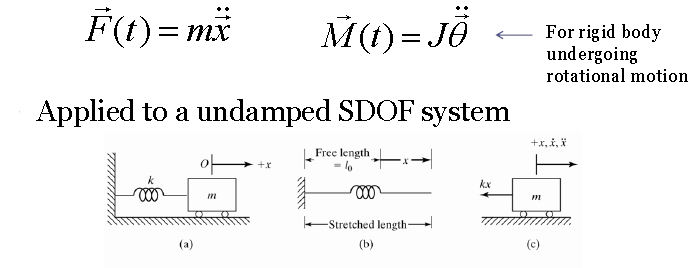 F⃗(t) = mẍ⃗
M⃗(t) = Jθ̈⃗
For rigid body
undergoing
rotational motion
Applied to a undamped SDOF system
k
m
O
+x
(a)
Free length
= l₀
x
Stretched length
(b)
+x, ẋ, ẍ
kx
m
(c)